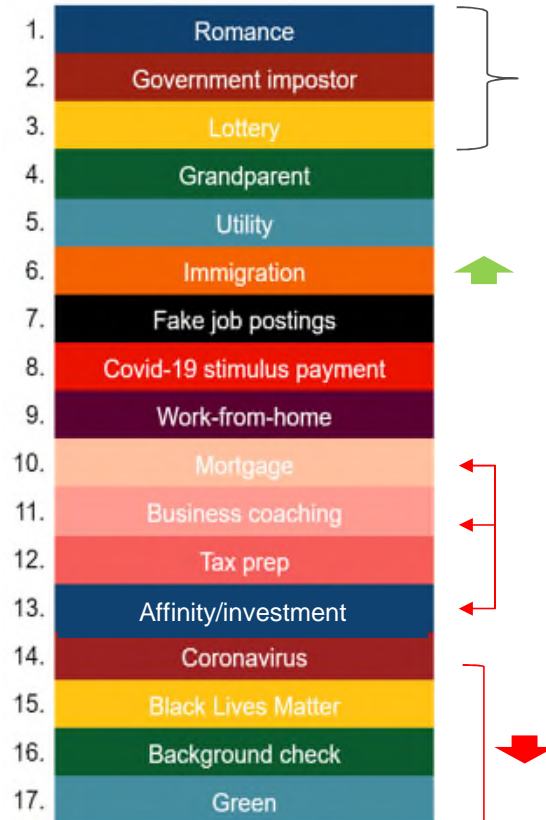 1. Romance
2. Government impostor
3. Lottery
4. Grandparent
5. Utility
6. Immigration
7. Fake job postings
8. Covid-19 stimulus payment
9. Work-from-home
10. Mortgage
11. Business coaching
12. Tax prep
13. Affinity/investment
14. Coronavirus
15. Black Lives Matter
16. Background check
17. Green